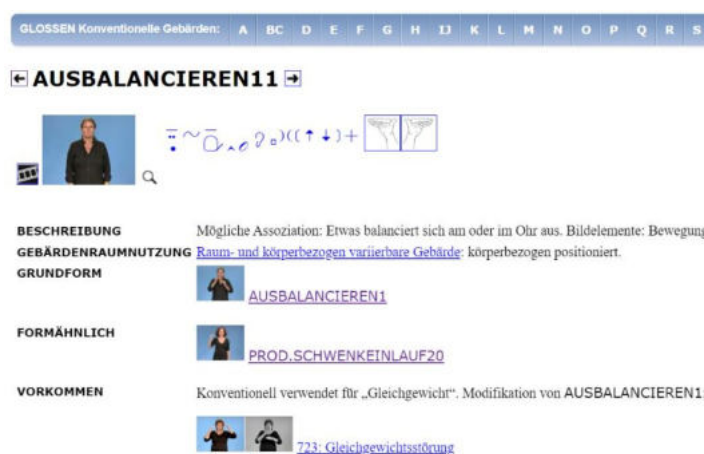 GLOSSEN Konventionelle Gebärden: A BC D E F G H IJ K L M N O P Q R S
AUSBALANCIEREN11
BESCHREIBUNG Mögliche Assoziation: Etwas balanciert sich am oder im Ohr aus. Bildelemente: Bewegung
GEBÄRDENRAUMNUTZUNG Raum- und körperbezogen variierbare Gebärde: körperbezogen positioniert.
GRUNDFORM
AUSBALANCIEREN1
FORMÄHNLICH
PROD.SCHWENKEINLAUF20
VORKOMMEN Konventionell verwendet für „Gleichgewicht“. Modifikation von AUSBALANCIEREN1:
723: Gleichgewichtsstörung